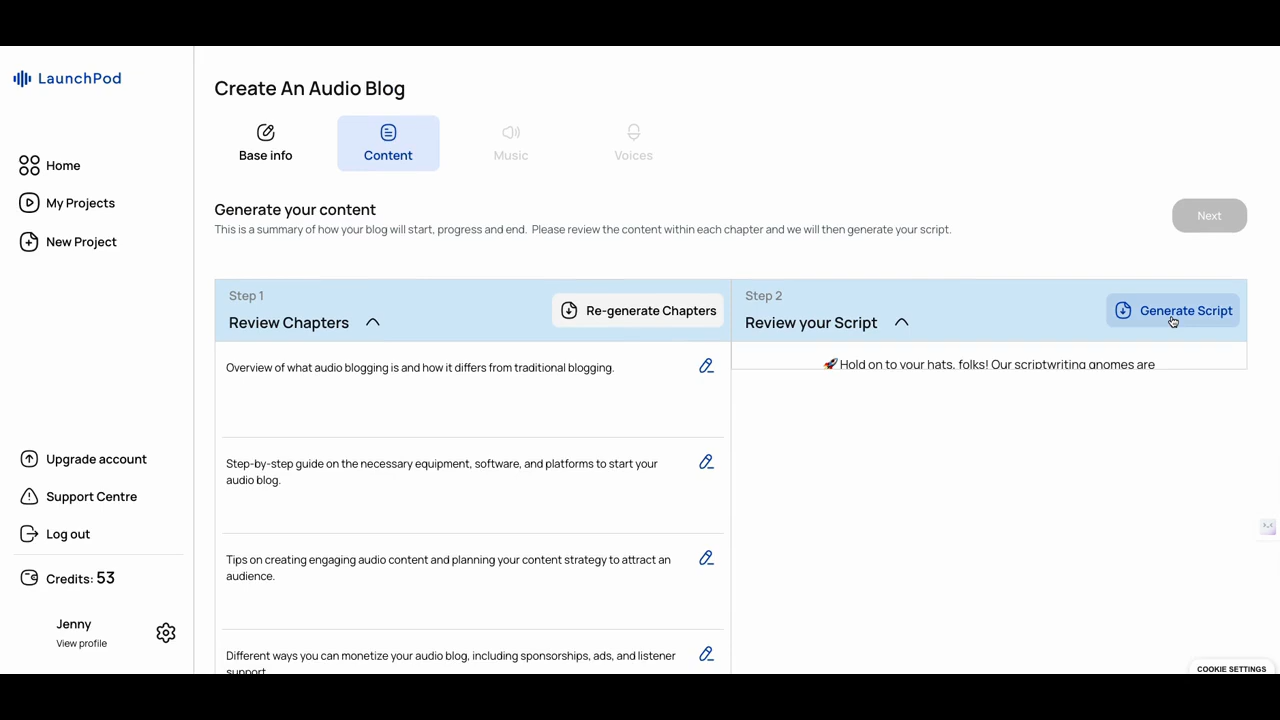 LaunchPod
Create An Audio Blog
Base info
Content
Music
Voices
Home
My Projects
New Project
Generate your content
This is a summary of how your blog will start, progress and end. Please review the content within each chapter and we will then generate your script.
Next
Step 1
Review Chapters
Re-generate Chapters
Step 2
Review your Script
Generate Script
Overview of what audio blogging is and how it differs from traditional blogging.
🚀 Hold on to your hats, folks! Our scriptwriting gnomes are
Step-by-step guide on the necessary equipment, software, and platforms to start your
audio blog.
Tips on creating engaging audio content and planning your content strategy to attract an
audience.
Different ways you can monetize your audio blog, including sponsorships, ads, and listener
support.
Upgrade account
Support Centre
Log out
Credits: 53
Jenny
View profile
COOKIE SETTINGS